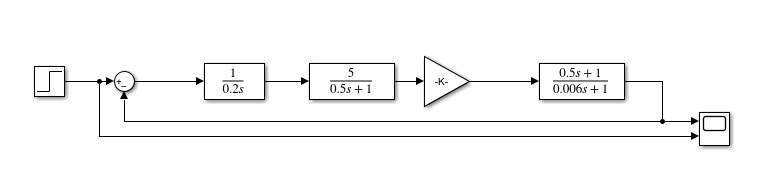 +
−
1
0.2s
5
0.5s + 1
-K-
0.5s + 1
0.006s + 1